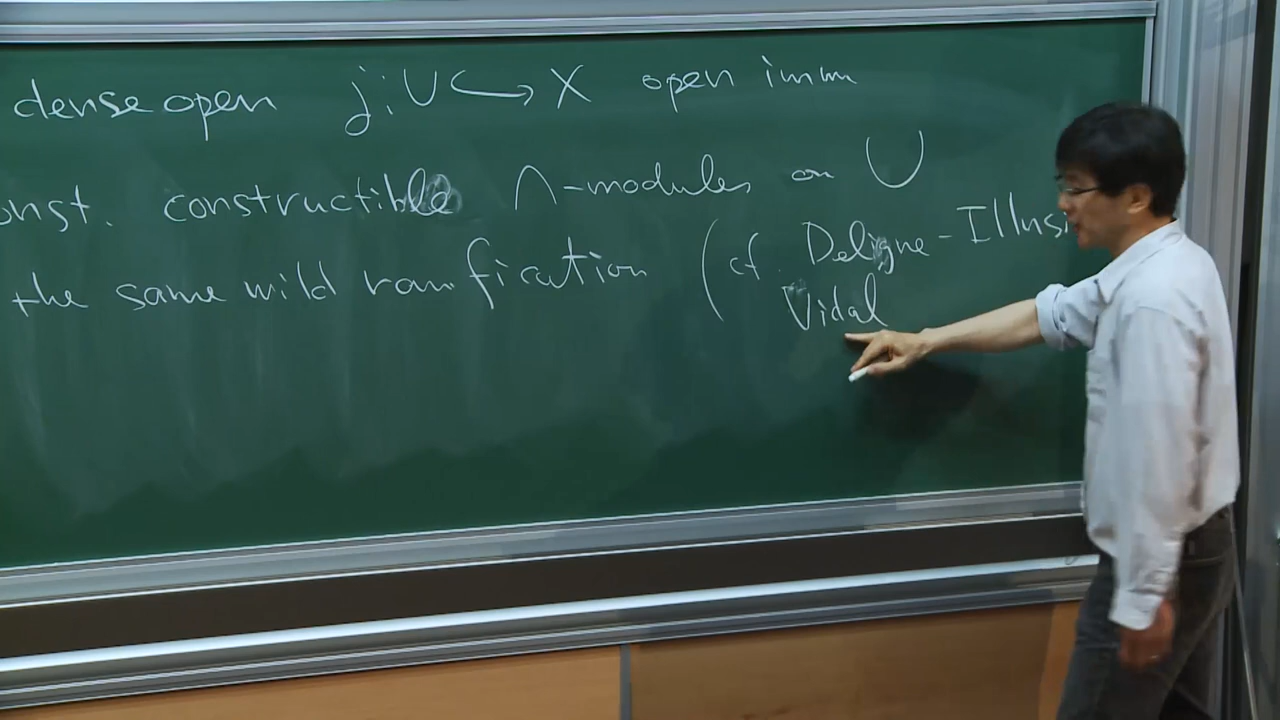 dense open j: U ↪ X open imm
onst. constructible Λ-modules on U
the same wild ramification (cf. Deligne-Illusi
Vidal